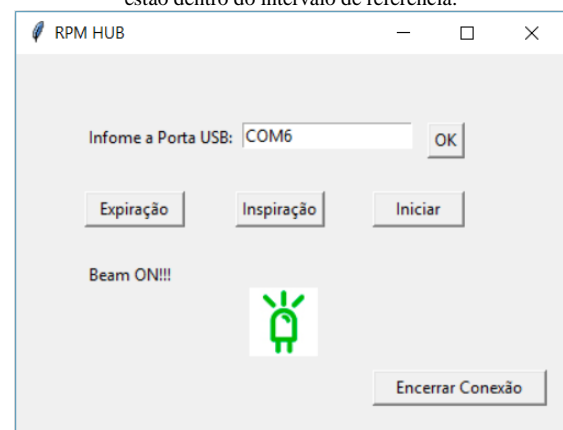 estão dentro do intervalo de referência.
RPM HUB
Infome a Porta USB: COM6 OK
Expiração Inspiração Iniciar
Beam ON!!!
Encerrar Conexão